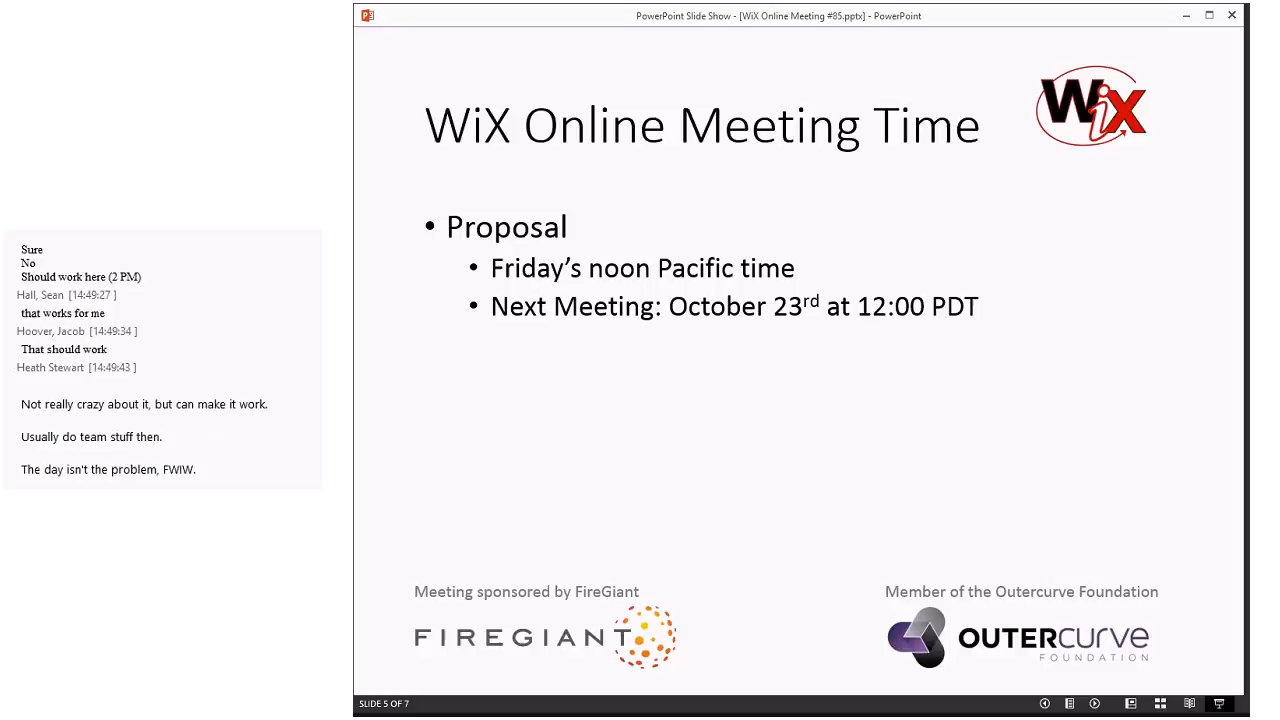 Sure
No
Should work here (2 PM)
Hall, Sean [14:49:27 ]
that works for me
Hoover, Jacob [14:49:34 ]
That should work
Heath Stewart [14:49:43 ]
Not really crazy about it, but can make it work.
Usually do team stuff then.
The day isn't the problem, FWIW.
PowerPoint Slide Show - [WiX Online Meeting #85.pptx] - PowerPoint
WiX Online Meeting Time
WiX
• Proposal
• Friday’s noon Pacific time
• Next Meeting: October 23rd at 12:00 PDT
Meeting sponsored by FireGiant
FIREGIANT
Member of the Outercurve Foundation
OUTERCURVE
FOUNDATION
SLIDE 5 OF 7